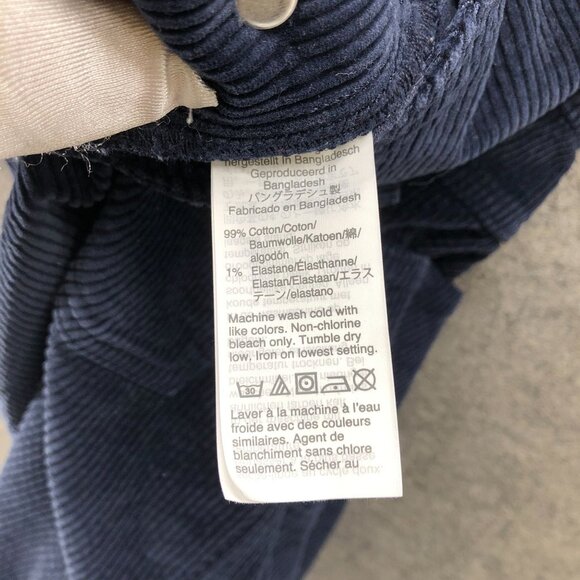 hergestellt in Bangladesch
Geproduceerd in
Bangladesh
バングラデシュ製
Fabricado en Bangladesh
99% Cotton/Coton/
Baumwolle/Katoen/綿/
algodón
1% Elastane/Élasthanne/
Elastan/Elastaan/エラス
テーン/elastano
Machine wash cold with
like colors. Non-chlorine
bleach only. Tumble dry
low. Iron on lowest setting.
30
Laver à la machine à l'eau
froide avec des couleurs
similaires. Agent de
blanchiment sans chlore
seulement. Sécher au